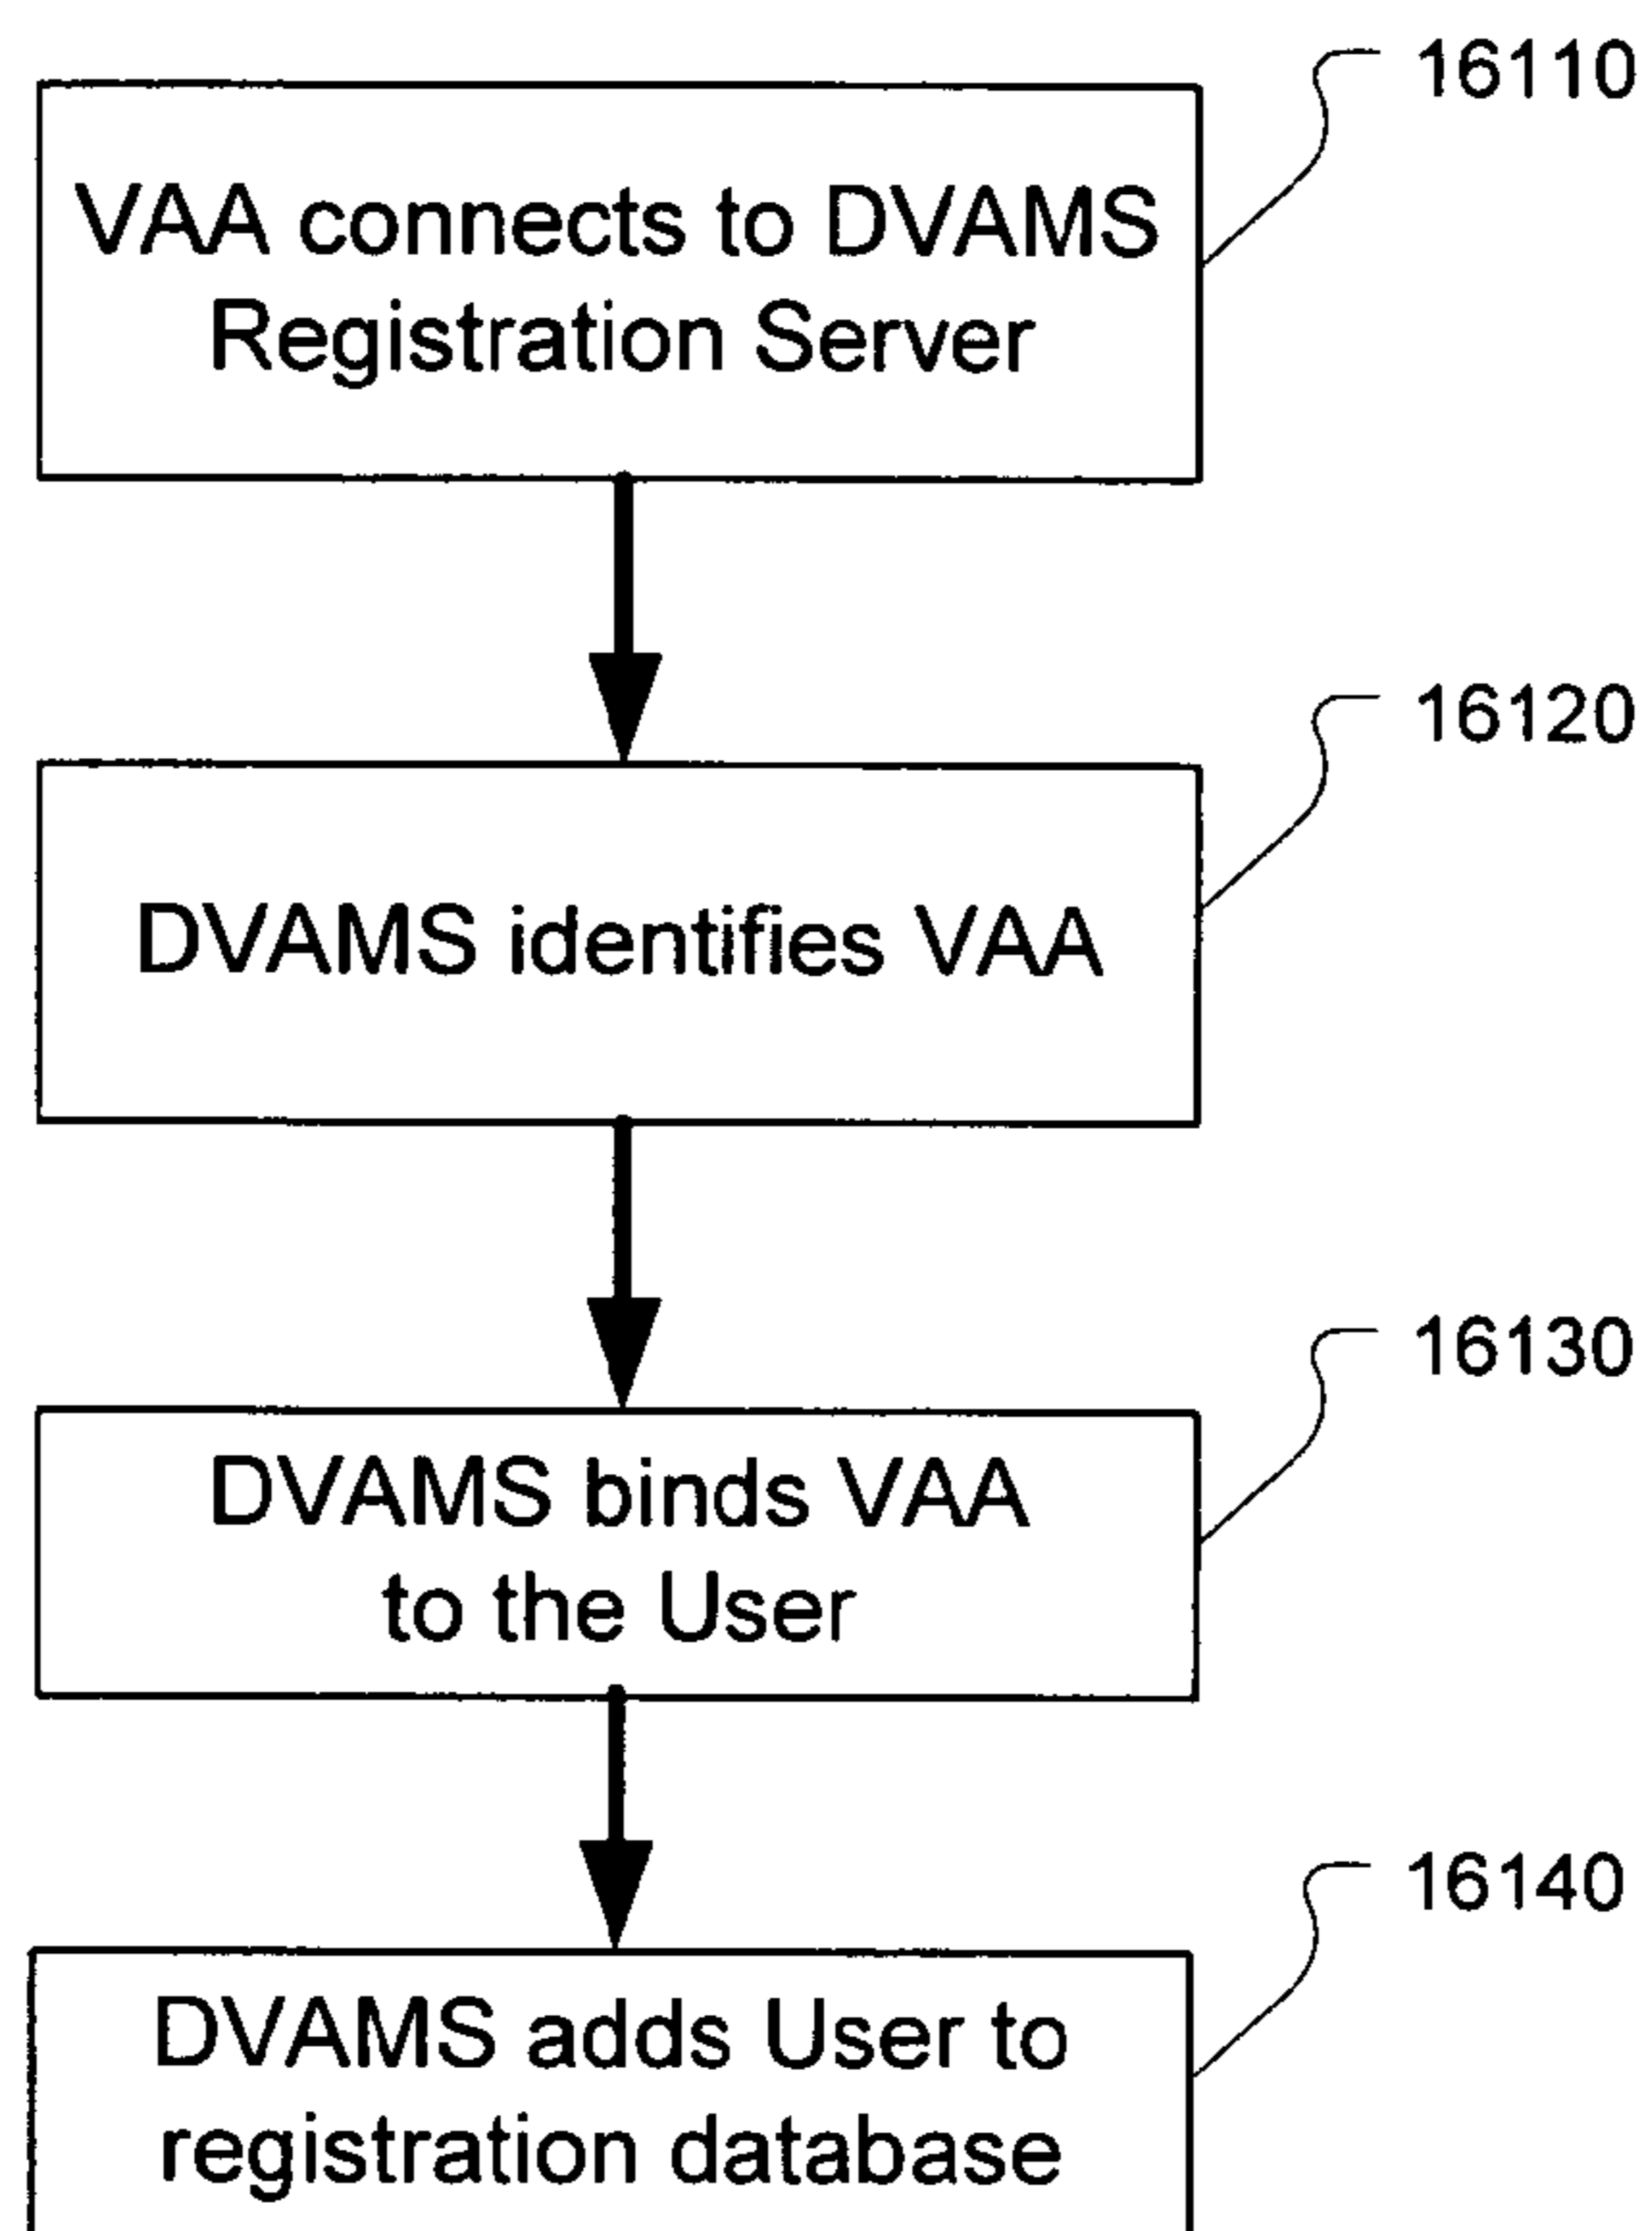 16110
VAA connects to DVAMS
Registration Server
16120
DVAMS identifies VAA
16130
DVAMS binds VAA
to the User
16140
DVAMS adds User to
registration database